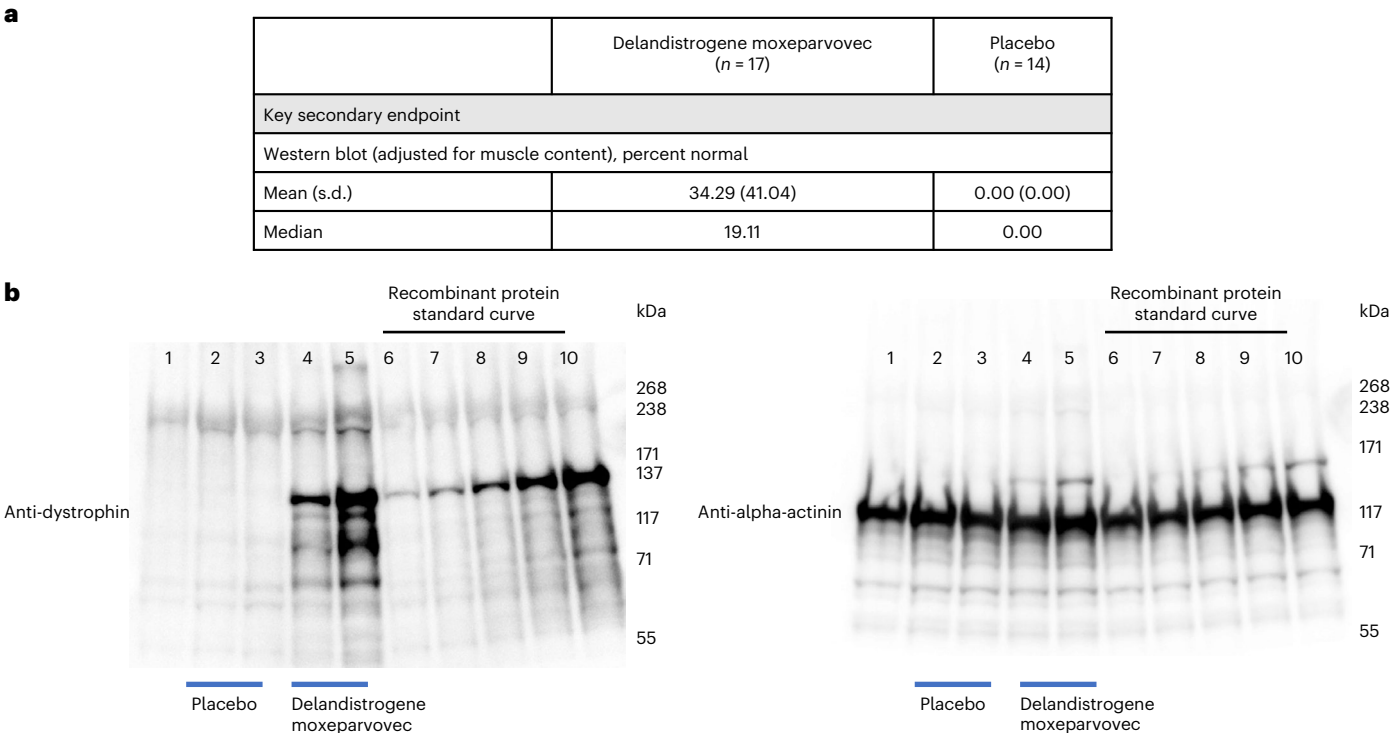 a
Delandistrogene moxeparvovec
(n = 17)
Placebo
(n = 14)
Key secondary endpoint
Western blot (adjusted for muscle content), percent normal
Mean (s.d.) 34.29 (41.04) 0.00 (0.00)
Median 19.11 0.00
b
Recombinant protein
standard curve
kDa
1 2 3 4 5 6 7 8 9 10
268
238
171
137
Anti-dystrophin
117
71
55
Placebo
Delandistrogene
moxeparvovec
Recombinant protein
standard curve
kDa
1 2 3 4 5 6 7 8 9 10
268
238
171
Anti-alpha-actinin
117
71
55
Placebo
Delandistrogene
moxeparvovec